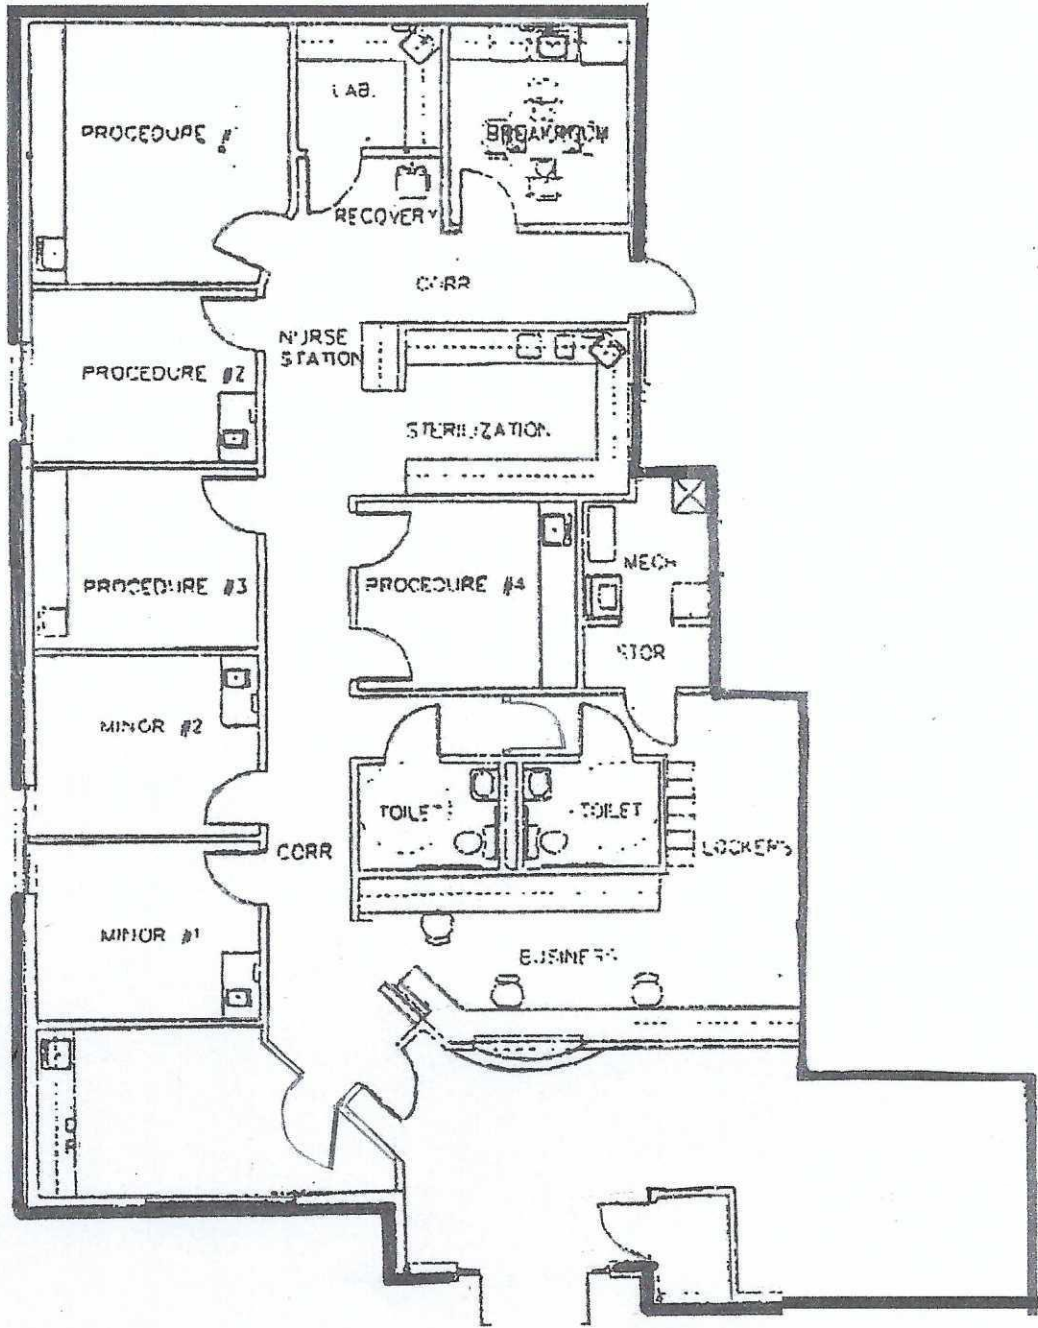 LAB.
PROCEDURE #
BREAKROOM
RECOVERY
CORR
NURSE
STATION
PROCEDURE #2
STERILIZATION
PROCEDURE #3
PROCEDURE #4
MECH
STOR
MINOR #2
TOILET
TOILET
CORR
LOCKERS
MINOR #1
BUSINESS